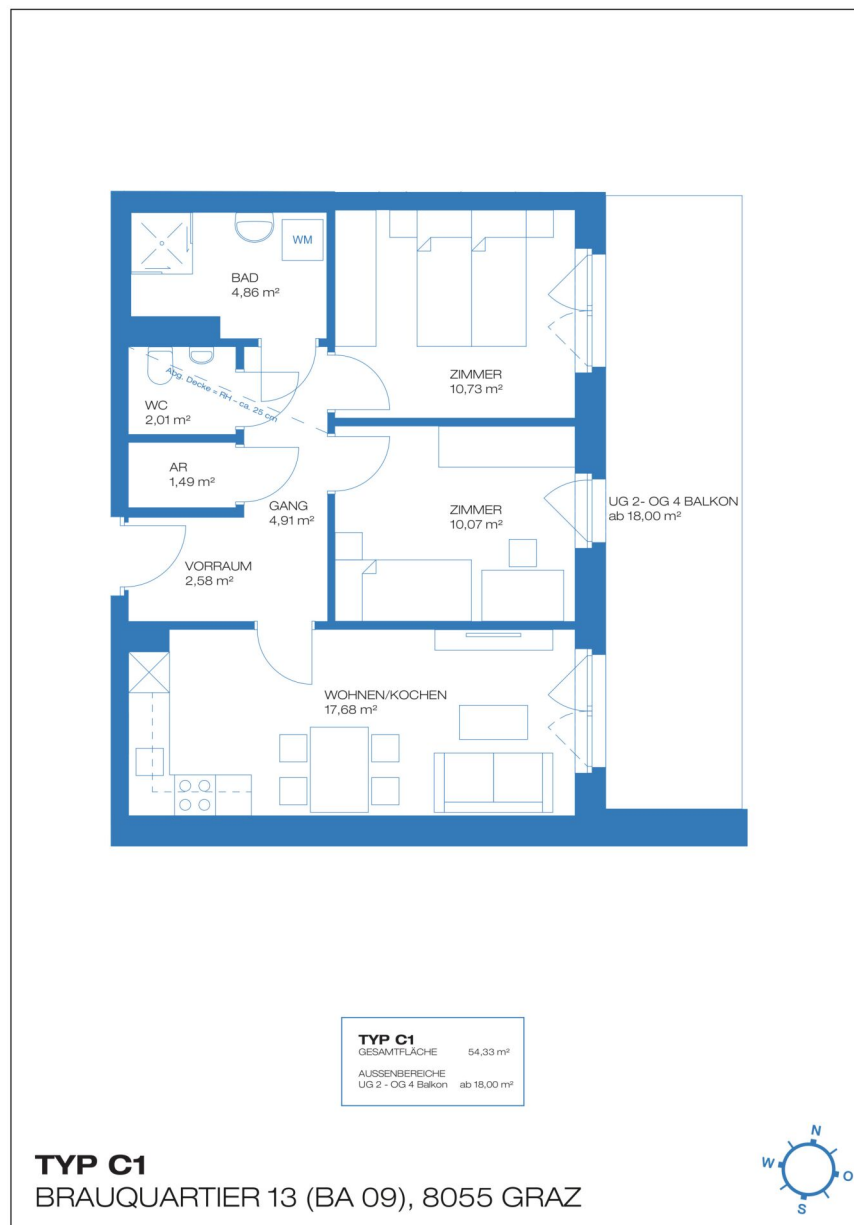 WM
BAD
4,86 m²
ZIMMER
10,73 m²
Abg. Decke = RH - ca. 25 cm
WC
2,01 m²
AR
1,49 m²
GANG
4,91 m²
ZIMMER
10,07 m²
UG 2- OG 4 BALKON
ab 18,00 m²
VORRAUM
2,58 m²
WOHNEN/KOCHEN
17,68 m²
TYP C1
GESAMTFLÄCHE 54,33 m²
AUSSENBEREICHE
UG 2 - OG 4 Balkon ab 18,00 m²
TYP C1
BRAUQUARTIER 13 (BA 09), 8055 GRAZ
N
W
O
S